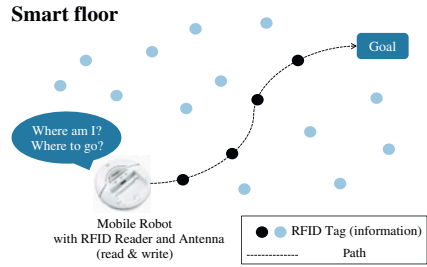 Smart floor
Goal
Where am I?
Where to go?
Mobile Robot
with RFID Reader and Antenna
(read & write)
RFID Tag (information)
Path